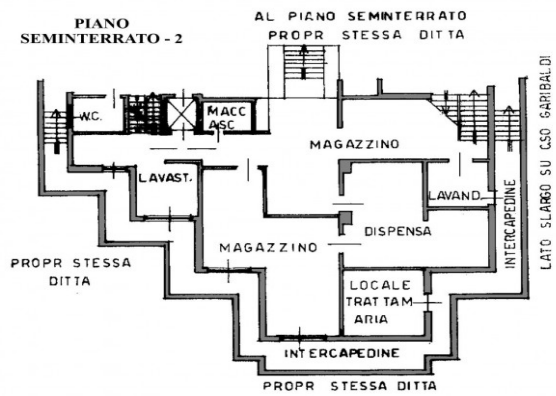 PIANO
SEMINTERRATO - 2
AL PIANO SEMINTERRATO
PROPR STESSA DITTA
W.C.
MACC
ASC
MAGAZZINO
LAVAST.
LAVAND.
INTERCAPEDINE
LATO SLARGO SU C.SO GARIBALDI
DISPENSA
MAGAZZINO
PROPR STESSA
DITTA
LOCALE
TRATTAM
ARIA
INTERCAPEDINE
PROPR STESSA DITTA